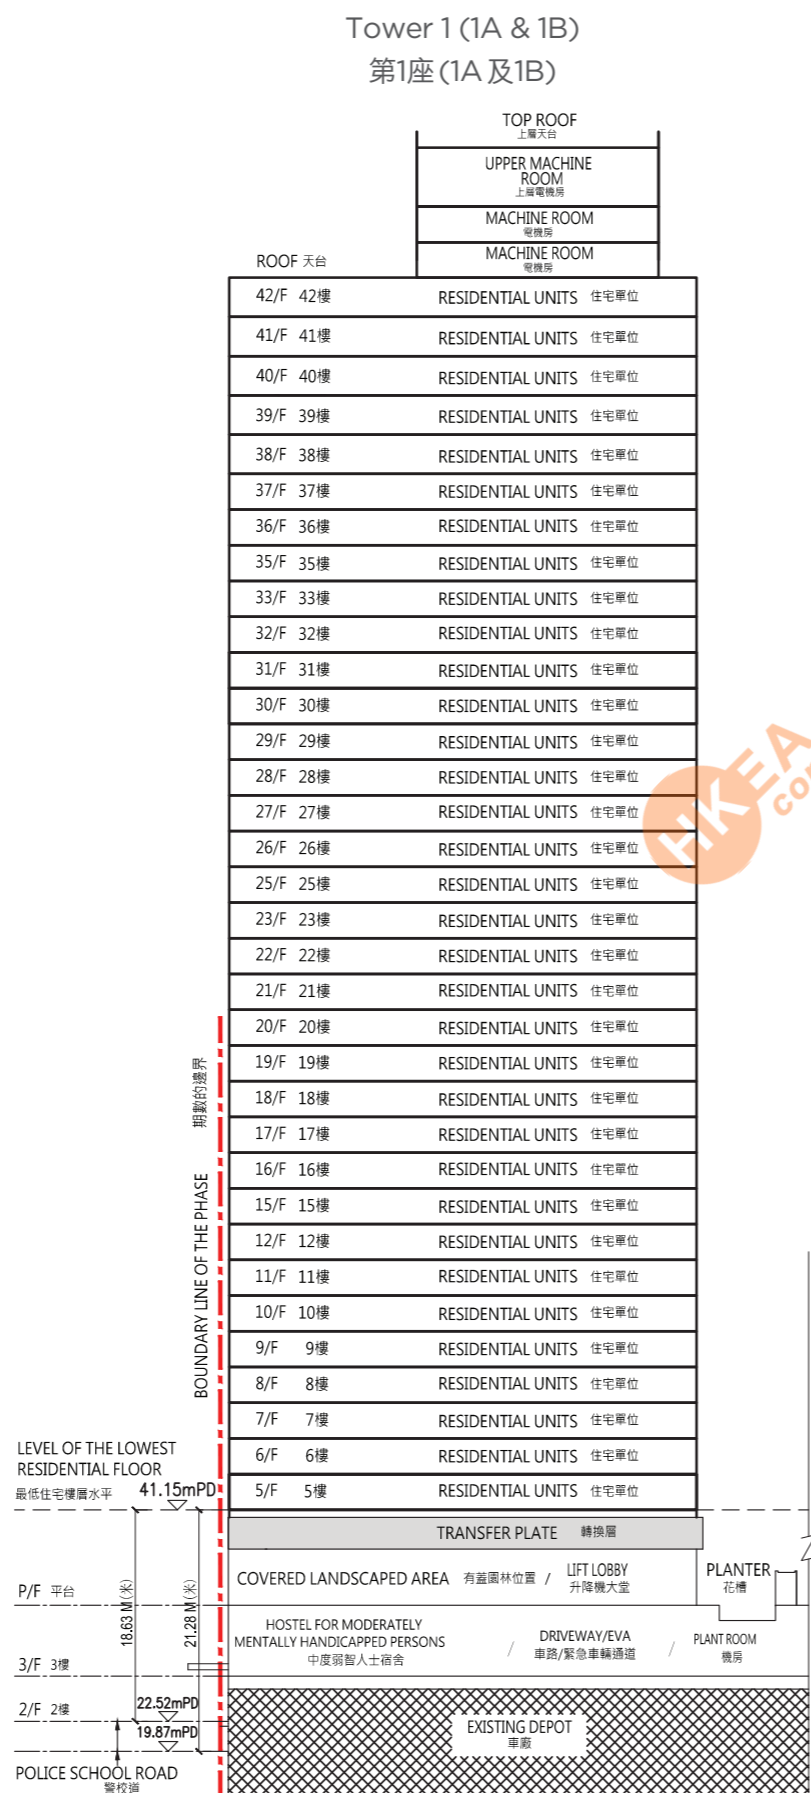 Tower 1 (1A & 1B)
第1座 (1A 及1B)
TOP ROOF
上層天台
UPPER MACHINE
ROOM
上層電機房
MACHINE ROOM
電機房
MACHINE ROOM
電機房
ROOF 天台
42/F 42樓 RESIDENTIAL UNITS 住宅單位
41/F 41樓 RESIDENTIAL UNITS 住宅單位
40/F 40樓 RESIDENTIAL UNITS 住宅單位
39/F 39樓 RESIDENTIAL UNITS 住宅單位
38/F 38樓 RESIDENTIAL UNITS 住宅單位
37/F 37樓 RESIDENTIAL UNITS 住宅單位
36/F 36樓 RESIDENTIAL UNITS 住宅單位
35/F 35樓 RESIDENTIAL UNITS 住宅單位
33/F 33樓 RESIDENTIAL UNITS 住宅單位
32/F 32樓 RESIDENTIAL UNITS 住宅單位
31/F 31樓 RESIDENTIAL UNITS 住宅單位
30/F 30樓 RESIDENTIAL UNITS 住宅單位
29/F 29樓 RESIDENTIAL UNITS 住宅單位
28/F 28樓 RESIDENTIAL UNITS 住宅單位
27/F 27樓 RESIDENTIAL UNITS 住宅單位
26/F 26樓 RESIDENTIAL UNITS 住宅單位
25/F 25樓 RESIDENTIAL UNITS 住宅單位
23/F 23樓 RESIDENTIAL UNITS 住宅單位
22/F 22樓 RESIDENTIAL UNITS 住宅單位
21/F 21樓 RESIDENTIAL UNITS 住宅單位
20/F 20樓 RESIDENTIAL UNITS 住宅單位
19/F 19樓 RESIDENTIAL UNITS 住宅單位
18/F 18樓 RESIDENTIAL UNITS 住宅單位
17/F 17樓 RESIDENTIAL UNITS 住宅單位
16/F 16樓 RESIDENTIAL UNITS 住宅單位
15/F 15樓 RESIDENTIAL UNITS 住宅單位
12/F 12樓 RESIDENTIAL UNITS 住宅單位
11/F 11樓 RESIDENTIAL UNITS 住宅單位
10/F 10樓 RESIDENTIAL UNITS 住宅單位
9/F 9樓 RESIDENTIAL UNITS 住宅單位
8/F 8樓 RESIDENTIAL UNITS 住宅單位
7/F 7樓 RESIDENTIAL UNITS 住宅單位
6/F 6樓 RESIDENTIAL UNITS 住宅單位
5/F 5樓 RESIDENTIAL UNITS 住宅單位
HKEA
BOUNDARY LINE OF THE PHASE 期數的邊界
LEVEL OF THE LOWEST
RESIDENTIAL FLOOR
最低住宅樓層水平
41.15mPD
TRANSFER PLATE 轉換層
COVERED LANDSCAPED AREA 有蓋園林位置 /
LIFT LOBBY
升降機大堂
PLANTER
花槽
P/F 平台
18.63 M (米)
21.28 M (米)
HOSTEL FOR MODERATELY
MENTALLY HANDICAPPED PERSONS
中度弱智人士宿舍
/
DRIVEWAY/EVA
車路/緊急車輛通道
/
PLANT ROOM
機房
3/F 3樓
2/F 2樓
22.52mPD
19.87mPD
EXISTING DEPOT
車廠
POLICE SCHOOL ROAD
警校道